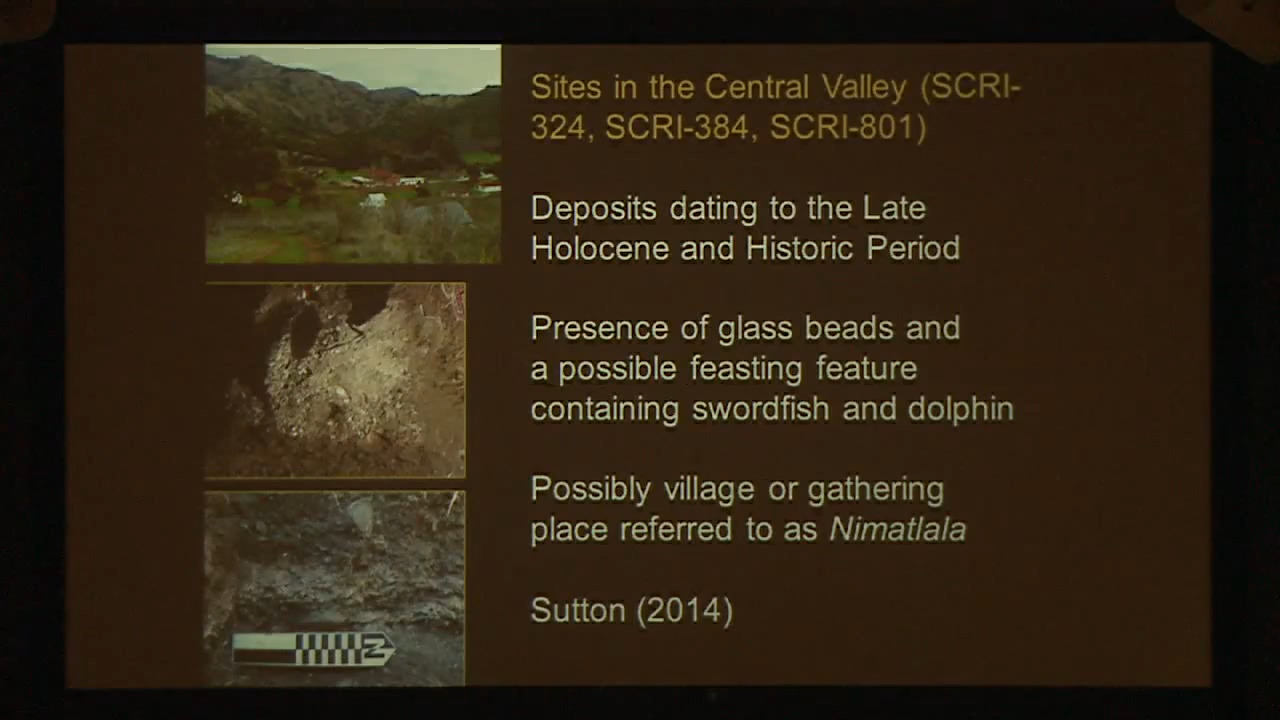 Sites in the Central Valley (SCRI-
324, SCRI-384, SCRI-801)
Deposits dating to the Late
Holocene and Historic Period
Presence of glass beads and
a possible feasting feature
containing swordfish and dolphin
Possibly village or gathering
place referred to as Nimatlala
Sutton (2014)
N